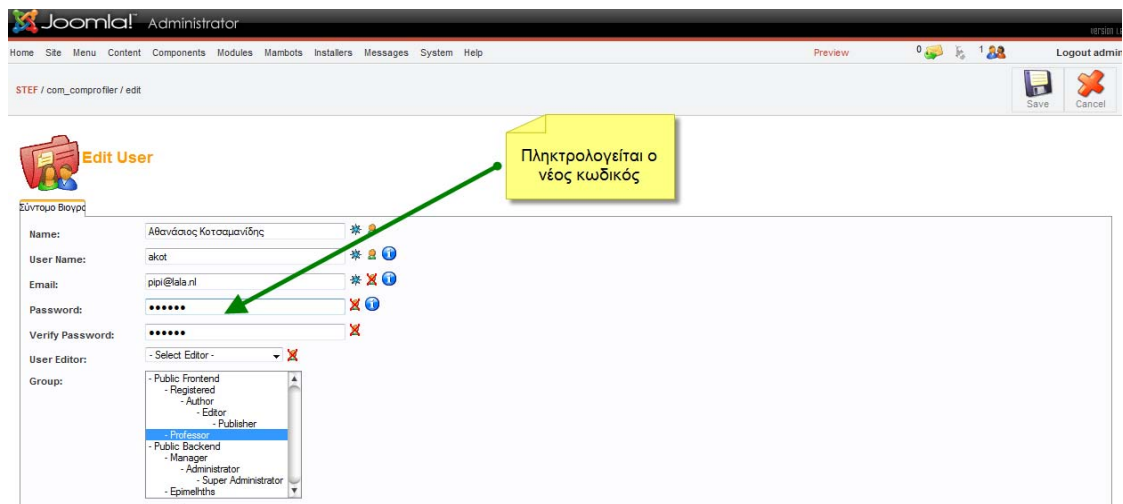 Joomla! Administrator
Home Site Menu Content Components Modules Mambots Installers Messages System Help Preview 0 1 Logout admin
STEF / com_comprofiler / edit
Save Cancel
Πληκτρολογείται ο
νέος κωδικός
Edit User
Σύντομο Βιογρα
Name: Αθανάσιος Κοτσαμανίδης
User Name: akot
Email: pipi@lala.nl
Password: ••••••
Verify Password: ••••••
User Editor: - Select Editor -
Group: - Public Frontend
- Registered
- Author
- Editor
- Publisher
- Professor
- Public Backend
- Manager
- Administrator
- Super Administrator
- Epimelhths